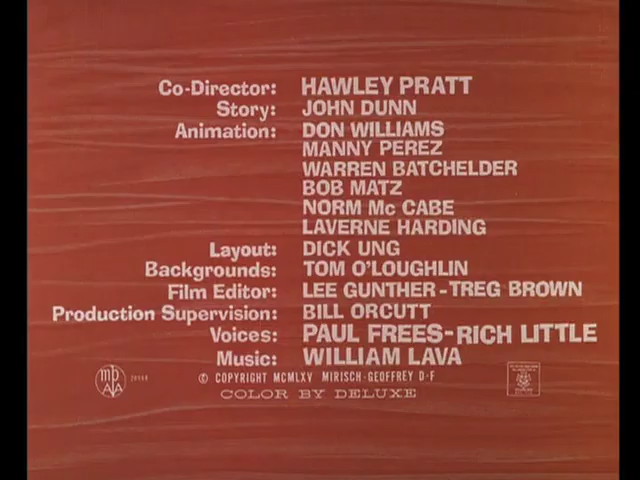 Co-Director: HAWLEY PRATT
Story: JOHN DUNN
Animation: DON WILLIAMS
MANNY PEREZ
WARREN BATCHELDER
BOB MATZ
NORM Mc CABE
LAVERNE HARDING
Layout: DICK UNG
Backgrounds: TOM O'LOUGHLIN
Film Editor: LEE GUNTHER-TREG BROWN
Production Supervision: BILL ORCUTT
Voices: PAUL FREES-RICH LITTLE
Music: WILLIAM LAVA
© COPYRIGHT MCMLXV MIRISCH-GEOFFREY D-F
COLOR BY DELUXE